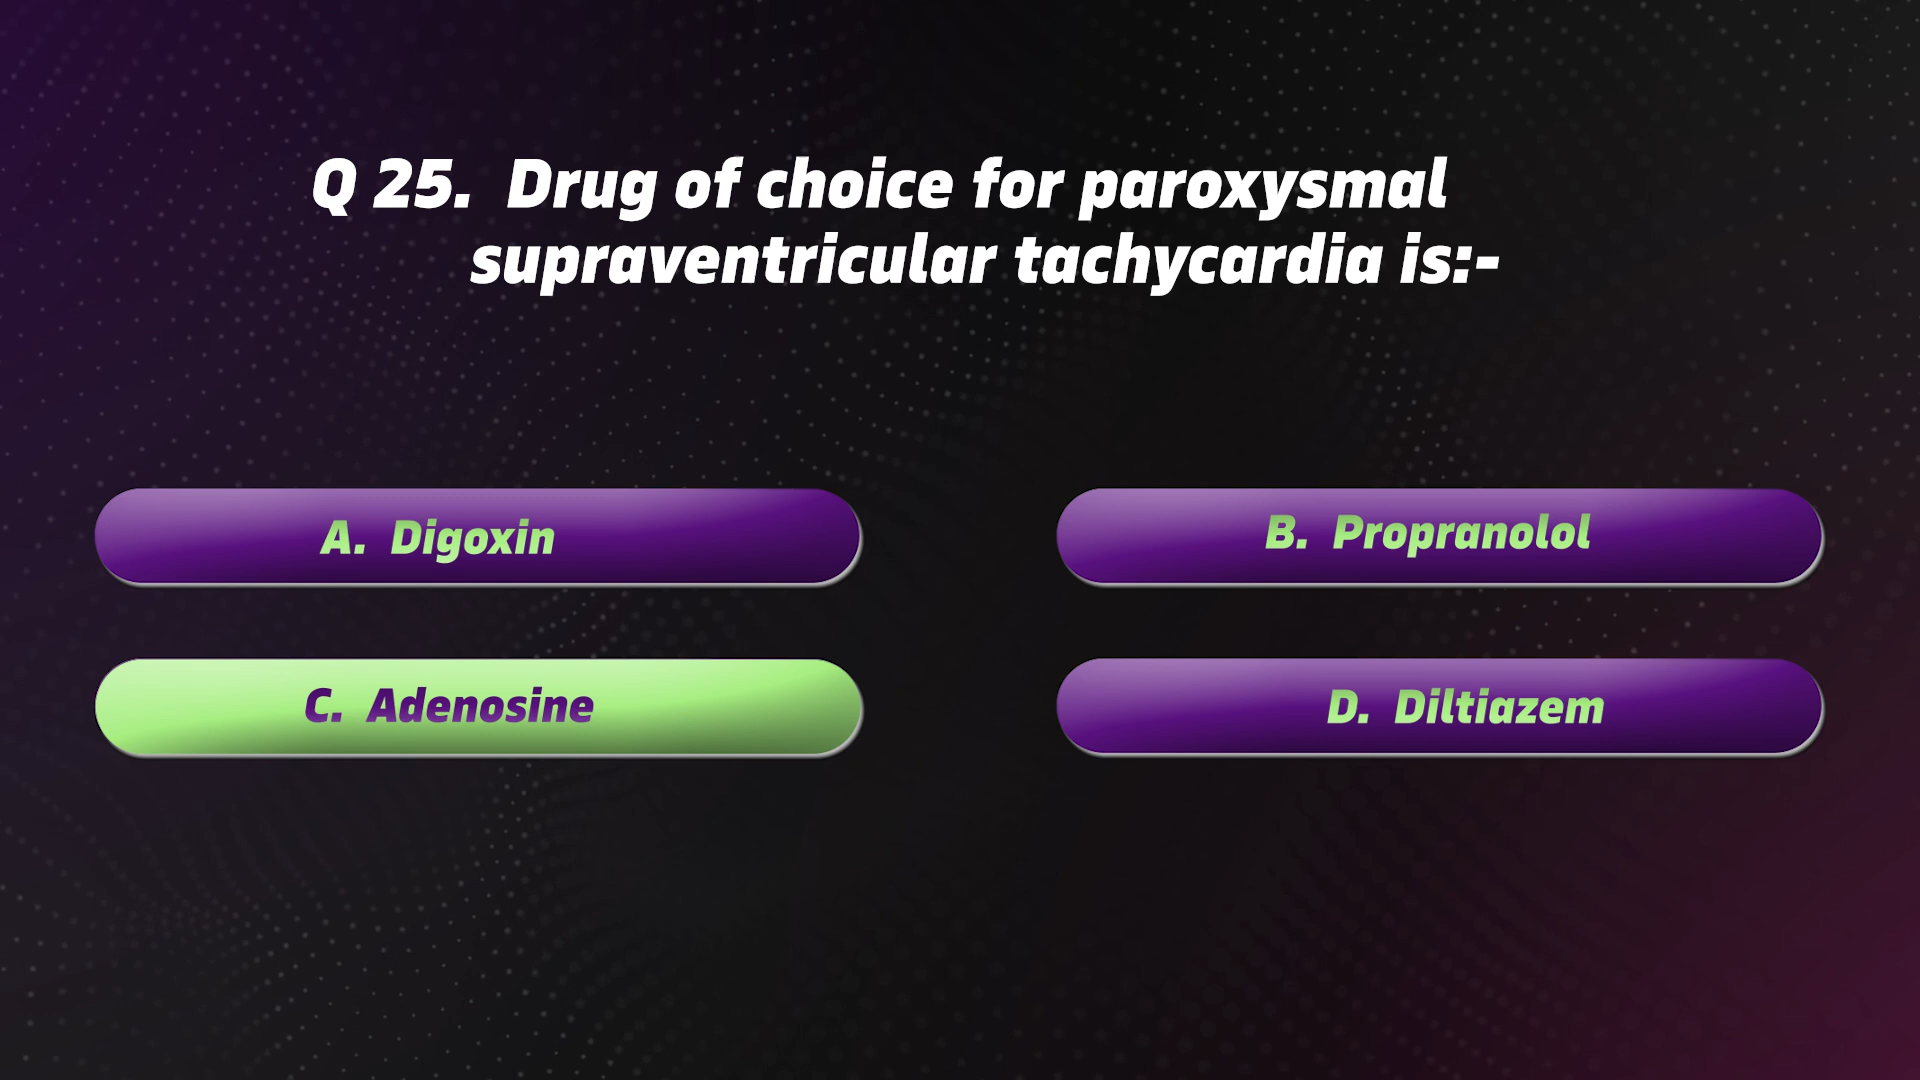 Q 25. Drug of choice for paroxysmal
supraventricular tachycardia is:-
A. Digoxin
B. Propranolol
C. Adenosine
D. Diltiazem